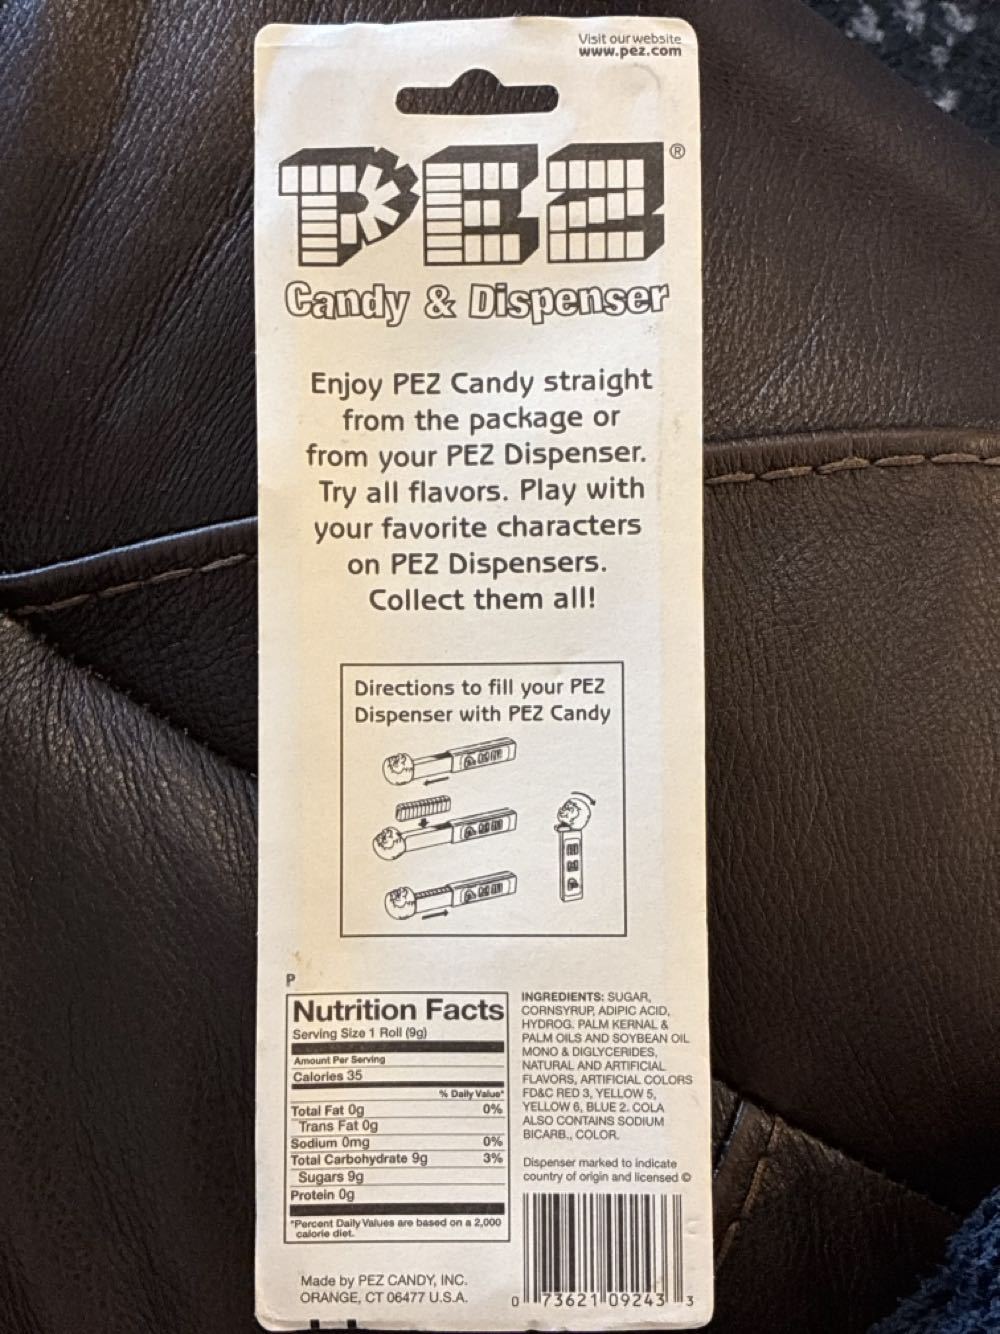 Visit our website
www.pez.com
PEZ®
Candy & Dispenser
Enjoy PEZ Candy straight
from the package or
from your PEZ Dispenser.
Try all flavors. Play with
your favorite characters
on PEZ Dispensers.
Collect them all!
Directions to fill your PEZ
Dispenser with PEZ Candy
PEZ
PEZ
PEZ
PEZ
P
Nutrition Facts
Serving Size 1 Roll (9g)
Amount Per Serving
Calories 35
% Daily Value*
Total Fat 0g 0%
Trans Fat 0g
Sodium 0mg 0%
Total Carbohydrate 9g 3%
Sugars 9g
Protein 0g
*Percent Daily Values are based on a 2,000
calorie diet.
INGREDIENTS: SUGAR,
CORNSYRUP, ADIPIC ACID,
HYDROG. PALM KERNAL &
PALM OILS AND SOYBEAN OIL
MONO & DIGLYCERIDES,
NATURAL AND ARTIFICIAL
FLAVORS, ARTIFICIAL COLORS
FD&C RED 3, YELLOW 5,
YELLOW 6, BLUE 2. COLA
ALSO CONTAINS SODIUM
BICARB., COLOR.
Dispenser marked to indicate
country of origin and licensed ©
Made by PEZ CANDY, INC.
ORANGE, CT 06477 U.S.A.
0 73621 09243 3